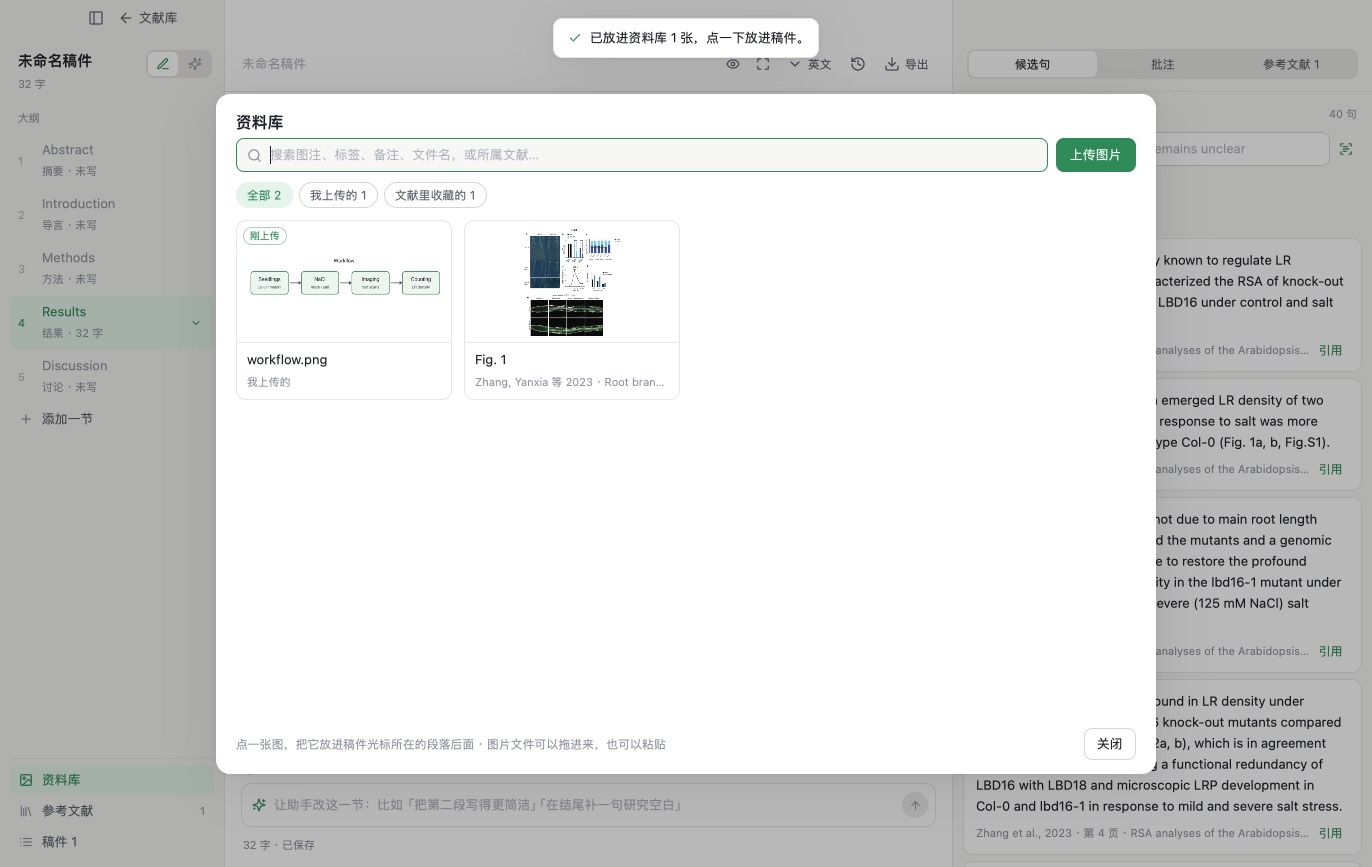 文献库
已放进资料库 1 张，点一下放进稿件。
未命名稿件
32 字
未命名稿件
英文
导出
候选句
批注
参考文献 1
大纲
40 句
1
Abstract
摘要 · 未写
2
Introduction
导言 · 未写
3
Methods
方法 · 未写
4
Results
结果 · 32 字
5
Discussion
讨论 · 未写
添加一节
资料库
参考文献
1
稿件 1
资料库
搜索图注、标签、备注、文件名，或所属文献...
上传图片
全部 2
我上传的 1
文献里收藏的 1
刚上传
Workflow
Seedlings
NaCl
Imaging
Counting
workflow.png
我上传的
Fig. 1
Zhang, Yanxia 等 2023 · Root bran...
点一张图，把它放进稿件光标所在的段落后面 · 图片文件可以拖进来，也可以粘贴
关闭
让助手改这一节：比如「把第二段写得更简洁」「在结尾补一句研究空白」
32 字 · 已保存
emains unclear
known to regulate LR
acterized the RSA of knock-out
LBD16 under control and salt
analyses of the Arabidopsis...
引用
emerged LR density of two
response to salt was more
ype Col-0 (Fig. 1a, b, Fig.S1).
analyses of the Arabidopsis...
引用
not due to main root length
d the mutants and a genomic
e to restore the profound
ity in the lbd16-1 mutant under
evere (125 mM NaCl) salt
analyses of the Arabidopsis...
引用
ound in LR density under
knock-out mutants compared
2a, b), which is in agreement
g a functional redundancy of
LBD16 with LBD18 and microscopic LRP development in
Col-0 and lbd16-1 in response to mild and severe salt stress.
Zhang et al., 2023 · 第 4 页 · RSA analyses of the Arabidopsis...
引用